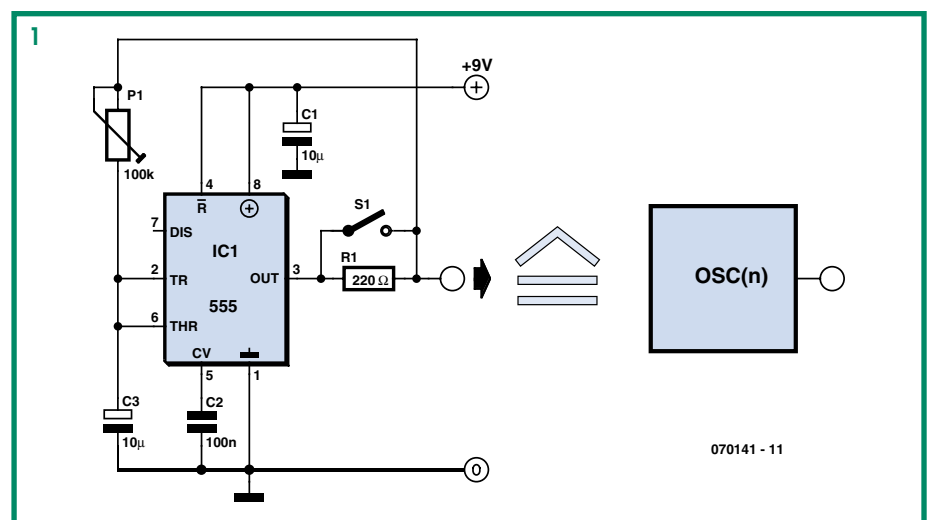 1
+9V
P1
C1
10µ
100k
4
8
R
S1
7
DIS
IC1
R1
2
TR
OUT
3
220 Ω
OSC(n)
555
6
THR
CV
5
1
C3
C2
10µ
100n
070141 - 11
0